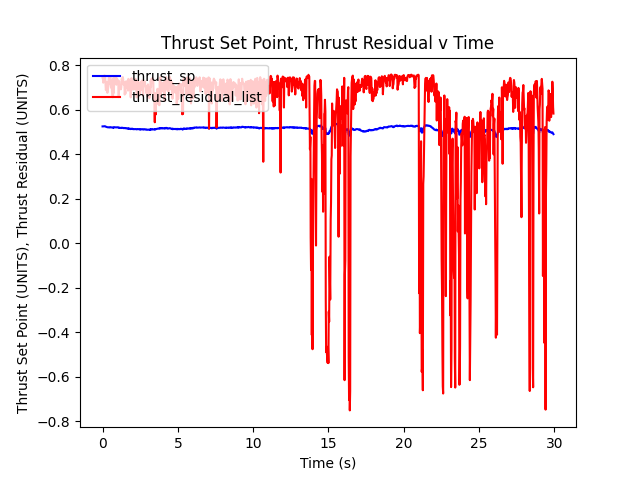 Thrust Set Point, Thrust Residual v Time
thrust_sp
thrust_residual_list
Thrust Set Point (UNITS), Thrust Residual (UNITS)
0.8
0.6
0.4
0.2
0.0
−0.2
−0.4
−0.6
−0.8
0 5 10 15 20 25 30
Time (s)